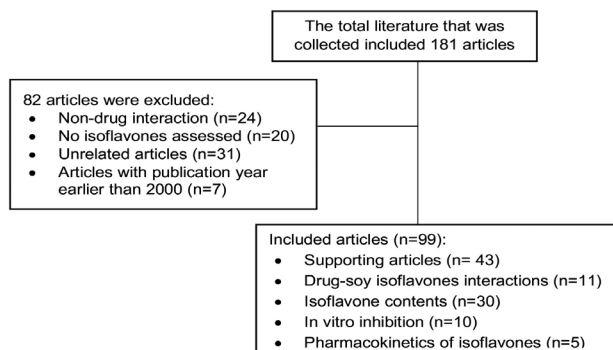 The total literature that was
collected included 181 articles
82 articles were excluded:
• Non-drug interaction (n=24)
• No isoflavones assessed (n=20)
• Unrelated articles (n=31)
• Articles with publication year
earlier than 2000 (n=7)
Included articles (n=99):
• Supporting articles (n= 43)
• Drug-soy isoflavones interactions (n=11)
• Isoflavone contents (n=30)
• In vitro inhibition (n=10)
• Pharmacokinetics of isoflavones (n=5)